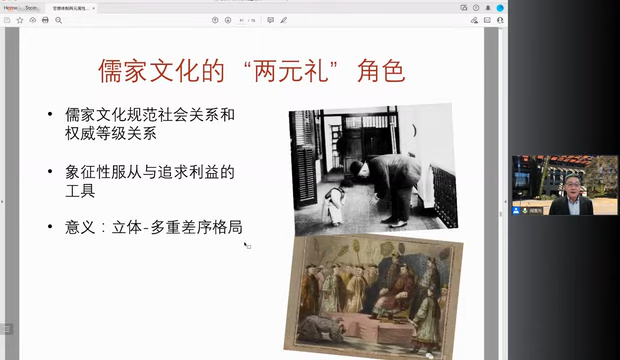 Home
儒家文化的 “两元礼” 角色
• 儒家文化规范社会关系和
权威等级关系
• 象征性服从与追求利益的
工具
• 意义：立体-多重差序格局